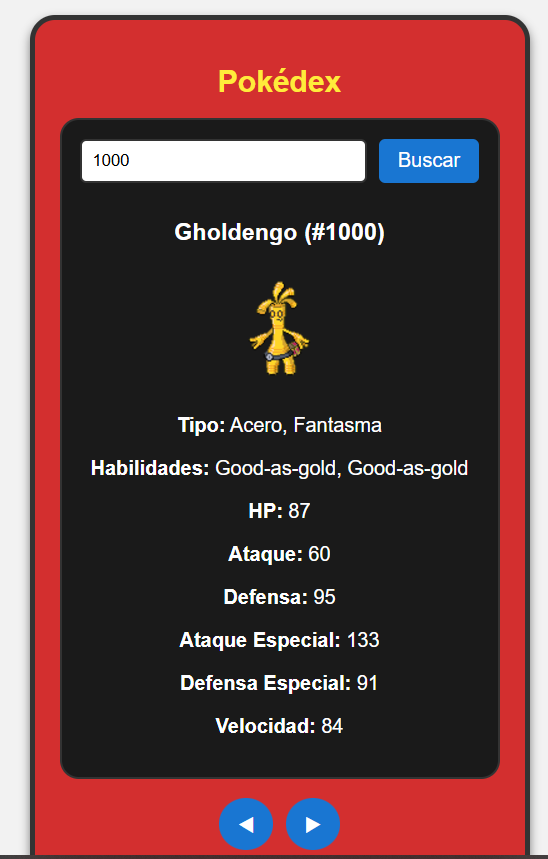 Pokédex
1000 Buscar
Gholdengo (#1000)
Tipo: Acero, Fantasma
Habilidades: Good-as-gold, Good-as-gold
HP: 87
Ataque: 60
Defensa: 95
Ataque Especial: 133
Defensa Especial: 91
Velocidad: 84